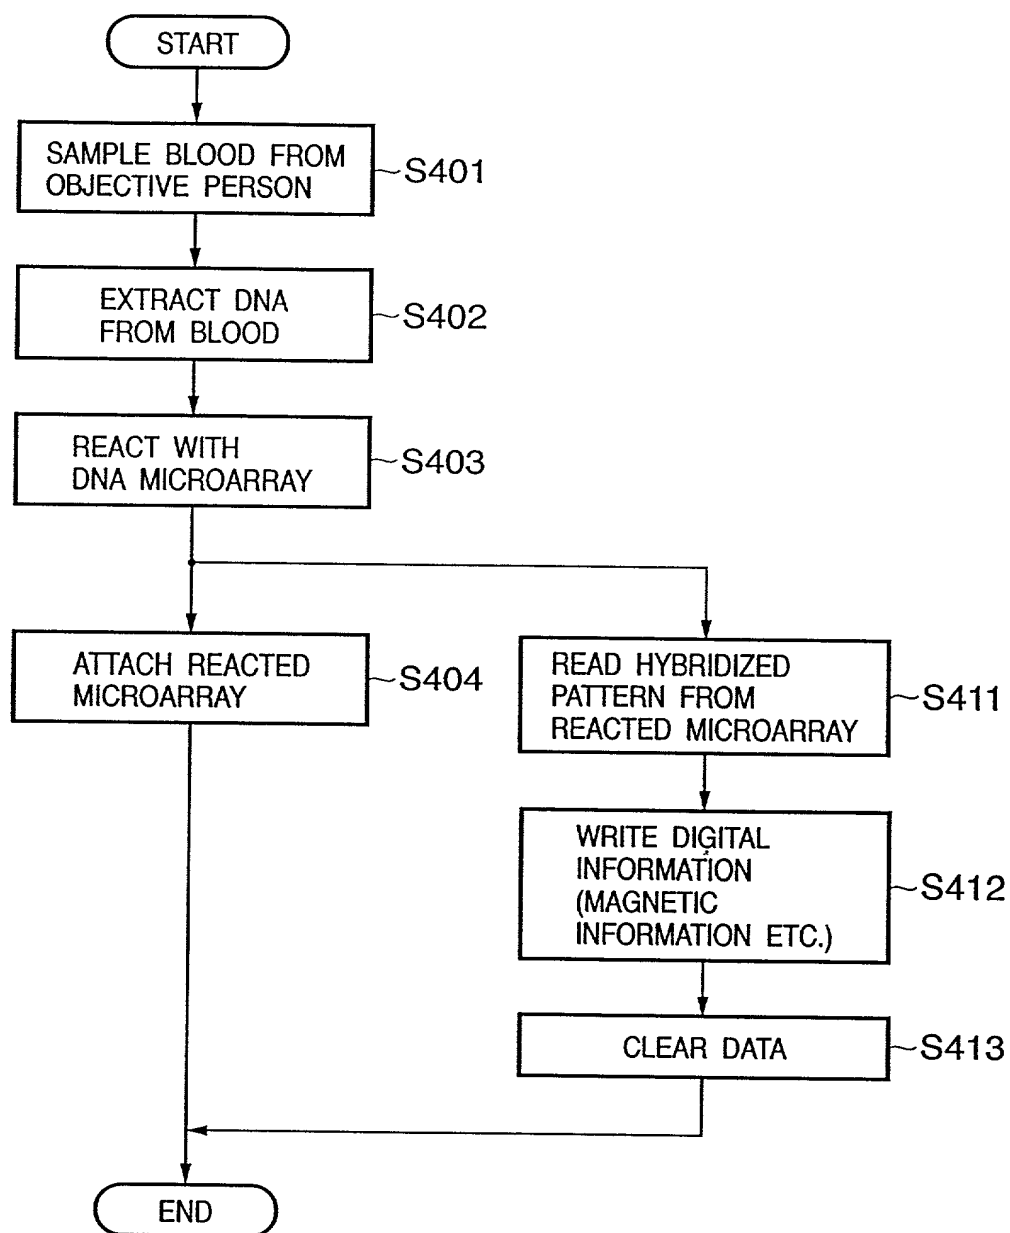 START
SAMPLE BLOOD FROM
OBJECTIVE PERSON
S401
EXTRACT DNA
FROM BLOOD
S402
REACT WITH
DNA MICROARRAY
S403
ATTACH REACTED
MICROARRAY
S404
READ HYBRIDIZED
PATTERN FROM
REACTED MICROARRAY
S411
WRITE DIGITAL
INFORMATION
(MAGNETIC
INFORMATION ETC.)
S412
CLEAR DATA
S413
END